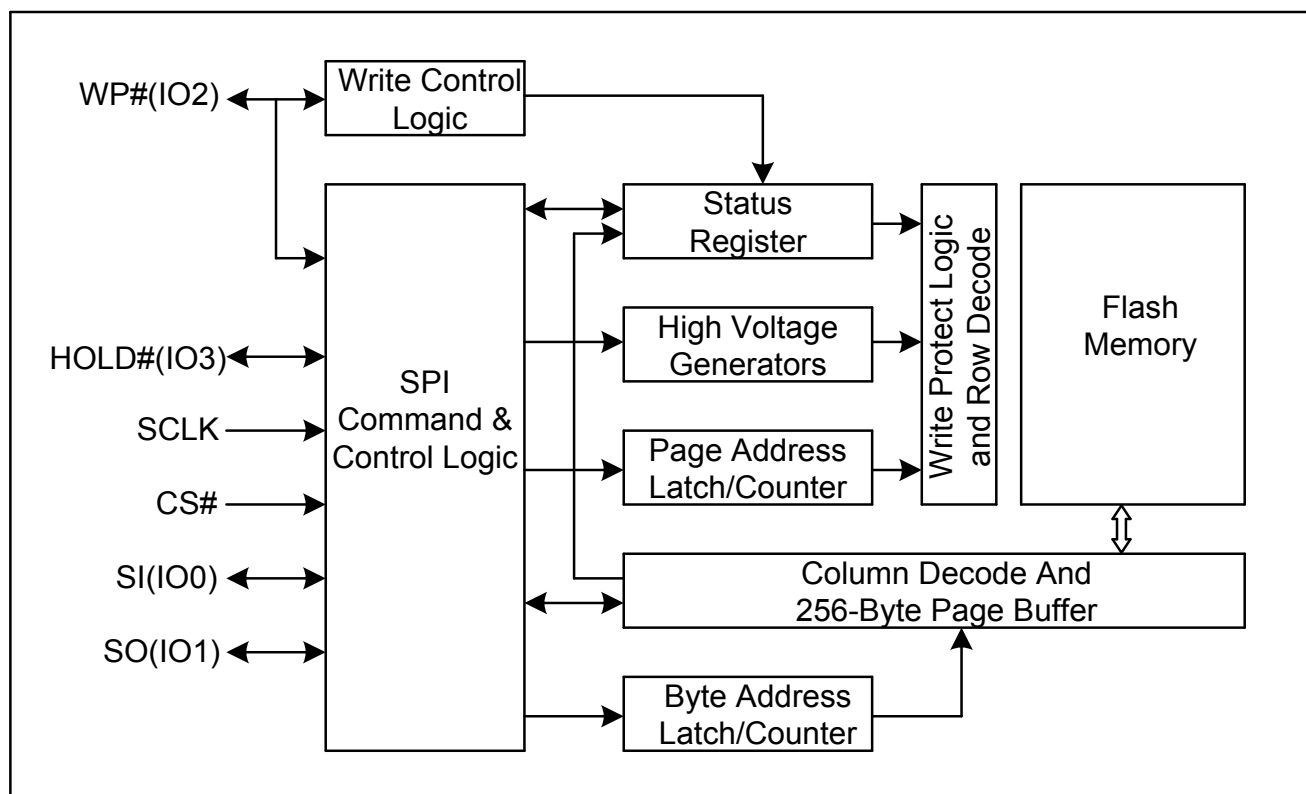 WP#(IO2)
Write Control
Logic
Status
Register
Write Protect Logic
and Row Decode
Flash
Memory
HOLD#(IO3)
High Voltage
Generators
SPI
Command &
Control Logic
SCLK
Page Address
Latch/Counter
CS#
SI(IO0)
Column Decode And
256-Byte Page Buffer
SO(IO1)
Byte Address
Latch/Counter